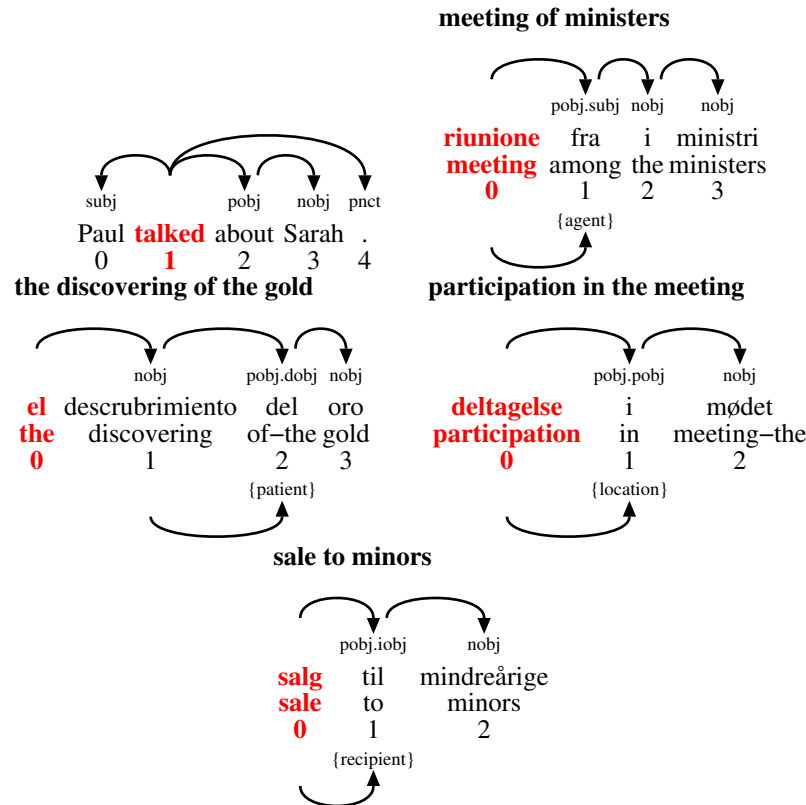 meeting of ministers
pobj.subj nobj nobj
riunione fra i ministri
meeting among the ministers
0 1 2 3
{agent}
subj pobj nobj pnct
Paul talked about Sarah .
0 1 2 3 4
the discovering of the gold
nobj pobj.dobj nobj
el descrubrimiento del oro
the discovering of−the gold
0 1 2 3
{patient}
participation in the meeting
pobj.pobj nobj
deltagelse i mødet
participation in meeting−the
0 1 2
{location}
sale to minors
pobj.iobj nobj
salg til mindreårige
sale to minors
0 1 2
{recipient}